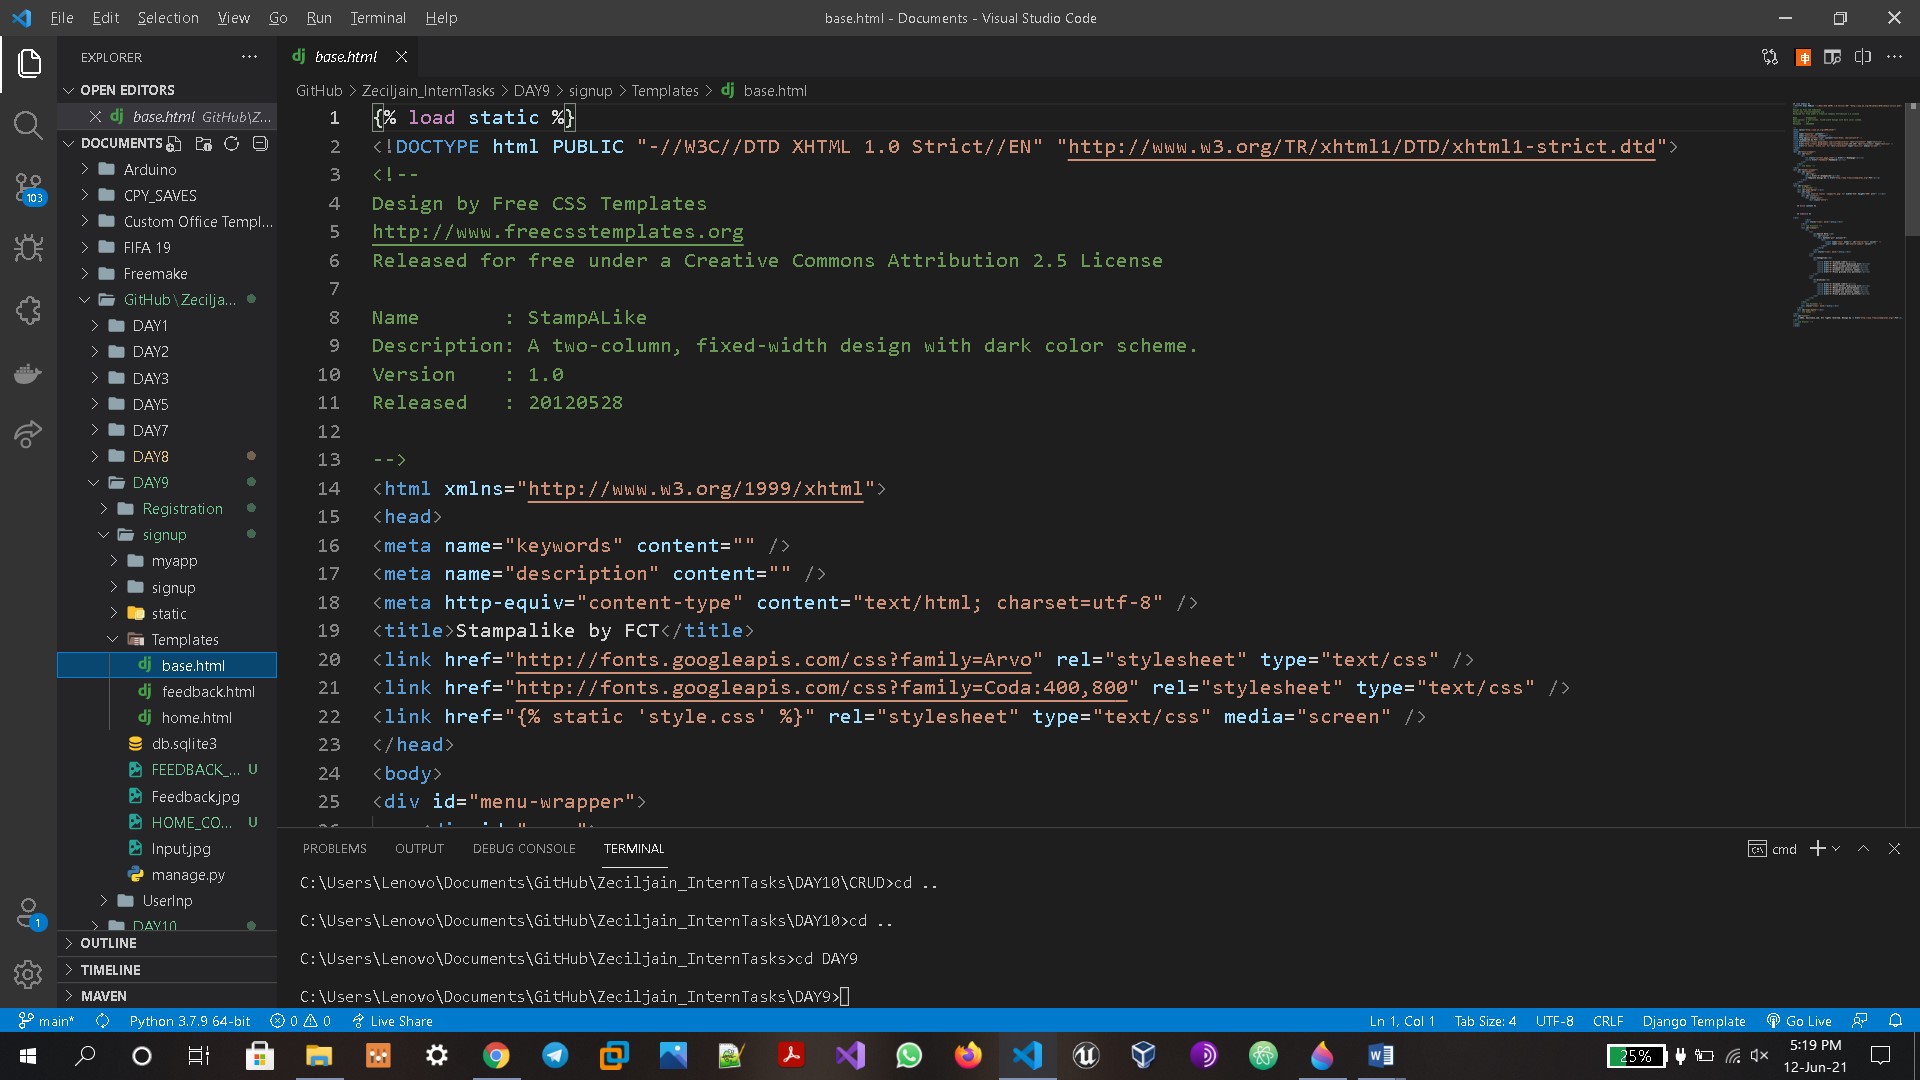 File Edit Selection View Go Run Terminal Help
base.html - Documents - Visual Studio Code
EXPLORER
OPEN EDITORS
base.html GitHub\Z...
DOCUMENTS
Arduino
CPY_SAVES
Custom Office Templ...
FIFA 19
Freemake
GitHub\Zecilja...
DAY1
DAY2
DAY3
DAY5
DAY7
DAY8
DAY9
Registration
signup
myapp
signup
static
Templates
base.html
feedback.html
home.html
db.sqlite3
FEEDBACK_... U
Feedback.jpg
HOME_CO... U
Input.jpg
manage.py
UserInp
DAY10
OUTLINE
TIMELINE
MAVEN
103
1
base.html
GitHub > Zeciljain_InternTasks > DAY9 > signup > Templates > base.html
1 {% load static %}
2 <!DOCTYPE html PUBLIC "-//W3C//DTD XHTML 1.0 Strict//EN" "http://www.w3.org/TR/xhtml1/DTD/xhtml1-strict.dtd">
3 <!--
4 Design by Free CSS Templates
5 http://www.freecsstemplates.org
6 Released for free under a Creative Commons Attribution 2.5 License
7
8 Name       : StampALike
9 Description: A two-column, fixed-width design with dark color scheme.
10 Version    : 1.0
11 Released   : 20120528
12
13 -->
14 <html xmlns="http://www.w3.org/1999/xhtml">
15 <head>
16 <meta name="keywords" content="" />
17 <meta name="description" content="" />
18 <meta http-equiv="content-type" content="text/html; charset=utf-8" />
19 <title>Stampalike by FCT</title>
20 <link href="http://fonts.googleapis.com/css?family=Arvo" rel="stylesheet" type="text/css" />
21 <link href="http://fonts.googleapis.com/css?family=Coda:400,800" rel="stylesheet" type="text/css" />
22 <link href="{% static 'style.css' %}" rel="stylesheet" type="text/css" media="screen" />
23 </head>
24 <body>
25 <div id="menu-wrapper">
PROBLEMS OUTPUT DEBUG CONSOLE TERMINAL
cmd
C:\Users\Lenovo\Documents\GitHub\Zeciljain_InternTasks\DAY10\CRUD>cd ..
C:\Users\Lenovo\Documents\GitHub\Zeciljain_InternTasks\DAY10>cd ..
C:\Users\Lenovo\Documents\GitHub\Zeciljain_InternTasks>cd DAY9
C:\Users\Lenovo\Documents\GitHub\Zeciljain_InternTasks\DAY9>
main* Python 3.7.9 64-bit 0 0 Live Share
Ln 1, Col 1 Tab Size: 4 UTF-8 CRLF Django Template Go Live
25%
5:19 PM
12-Jun-21